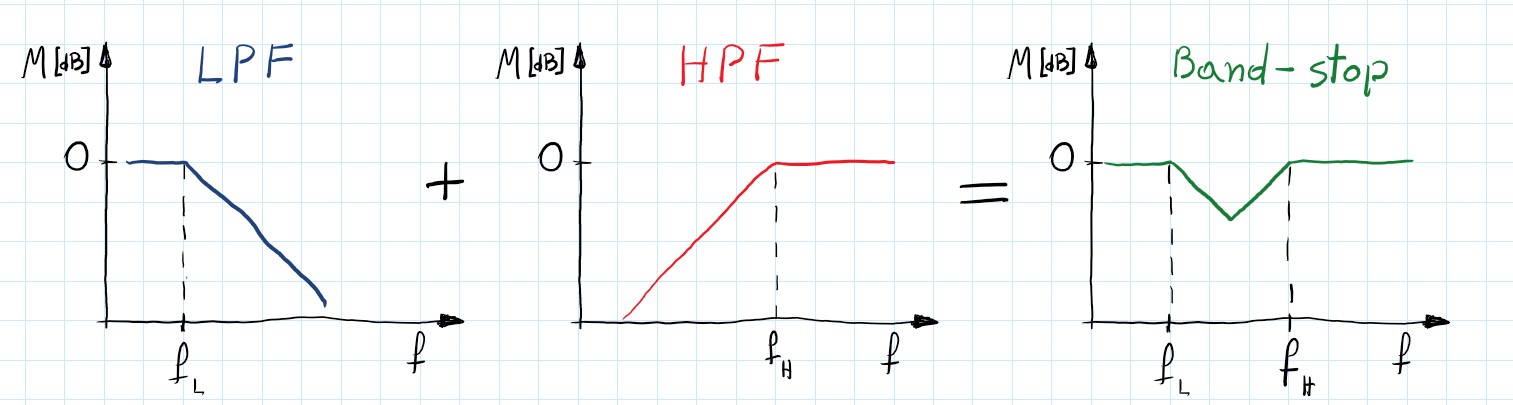 M [dB] LPF
0
f_L f
+
M [dB] HPF
0
f_H f
=
M [dB] Band-stop
0
f_L f_H f